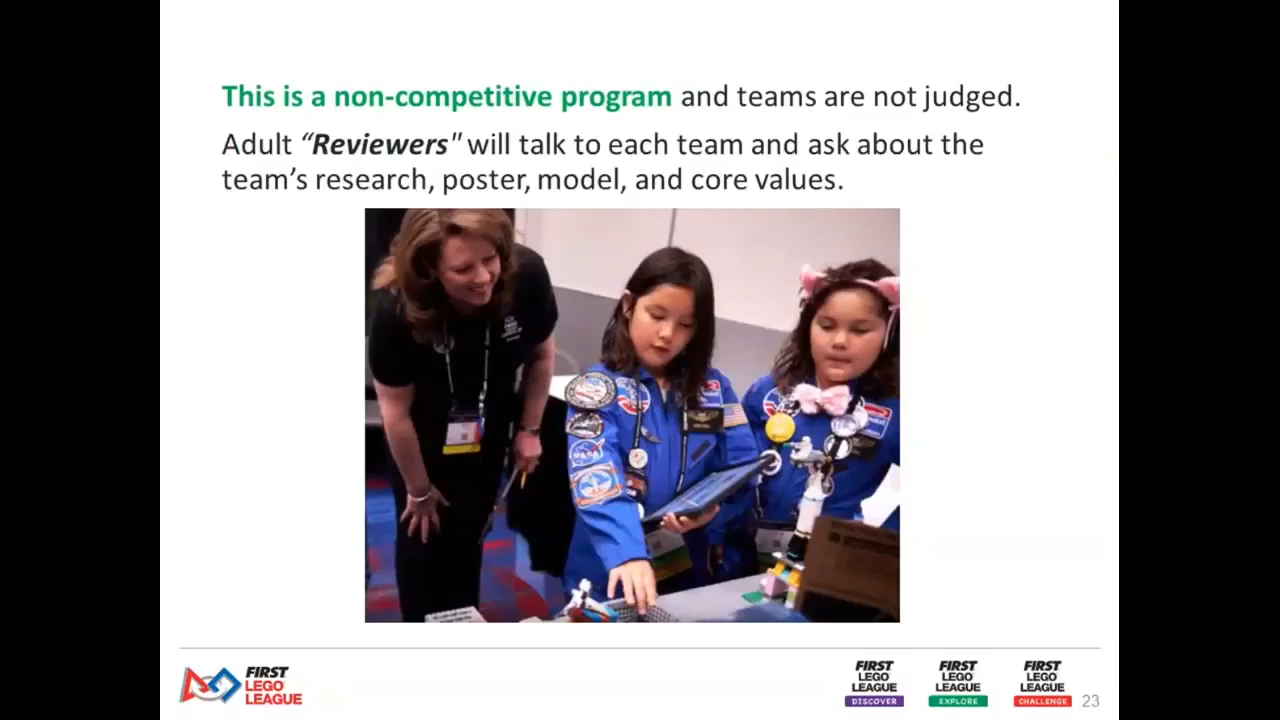 This is a non-competitive program and teams are not judged.
Adult “Reviewers" will talk to each team and ask about the
team’s research, poster, model, and core values.
NASA
FIRST
LEGO
LEAGUE
FIRST
LEGO
LEAGUE
DISCOVER
FIRST
LEGO
LEAGUE
EXPLORE
FIRST
LEGO
LEAGUE
CHALLENGE
23